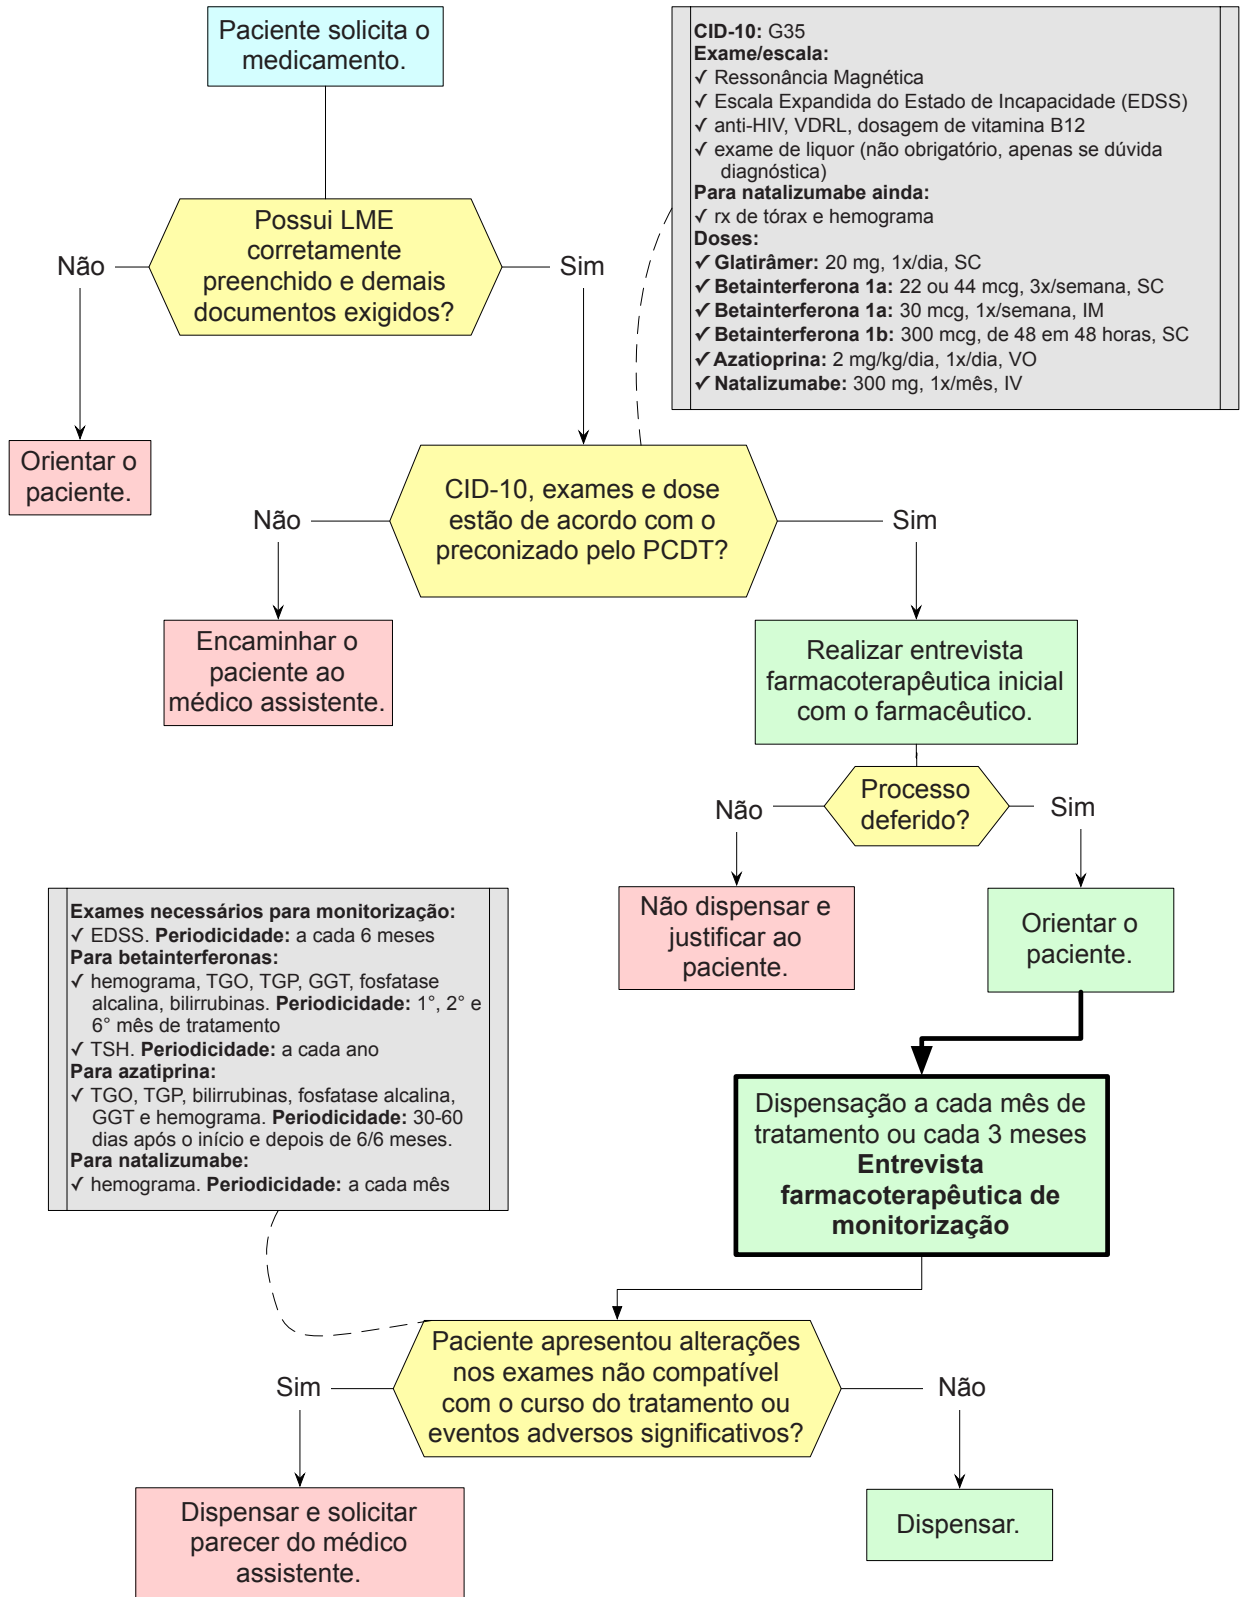 Paciente solicita o
medicamento.
CID-10: G35
Exame/escala:
✓ Ressonância Magnética
✓ Escala Expandida do Estado de Incapacidade (EDSS)
✓ anti-HIV, VDRL, dosagem de vitamina B12
✓ exame de liquor (não obrigatório, apenas se dúvida
diagnóstica)
Para natalizumabe ainda:
✓ rx de tórax e hemograma
Doses:
✓ Glatirâmer: 20 mg, 1x/dia, SC
✓ Betainterferona 1a: 22 ou 44 mcg, 3x/semana, SC
✓ Betainterferona 1a: 30 mcg, 1x/semana, IM
✓ Betainterferona 1b: 300 mcg, de 48 em 48 horas, SC
✓ Azatioprina: 2 mg/kg/dia, 1x/dia, VO
✓ Natalizumabe: 300 mg, 1x/mês, IV
Possui LME
corretamente
preenchido e demais
documentos exigidos?
Não
Sim
Orientar o
paciente.
CID-10, exames e dose
estão de acordo com o
preconizado pelo PCDT?
Não
Sim
Encaminhar o
paciente ao
médico assistente.
Realizar entrevista
farmacoterapêutica inicial
com o farmacêutico.
Processo
deferido?
Não
Sim
Não dispensar e
justificar ao
paciente.
Orientar o
paciente.
Exames necessários para monitorização:
✓ EDSS. Periodicidade: a cada 6 meses
Para betainterferonas:
✓ hemograma, TGO, TGP, GGT, fosfatase
alcalina, bilirrubinas. Periodicidade: 1°, 2° e
6° mês de tratamento
✓ TSH. Periodicidade: a cada ano
Para azatiprina:
✓ TGO, TGP, bilirrubinas, fosfatase alcalina,
GGT e hemograma. Periodicidade: 30-60
dias após o início e depois de 6/6 meses.
Para natalizumabe:
✓ hemograma. Periodicidade: a cada mês
Dispensação a cada mês de
tratamento ou cada 3 meses
Entrevista
farmacoterapêutica de
monitorização
Paciente apresentou alterações
nos exames não compatível
com o curso do tratamento ou
eventos adversos significativos?
Sim
Não
Dispensar e solicitar
parecer do médico
assistente.
Dispensar.